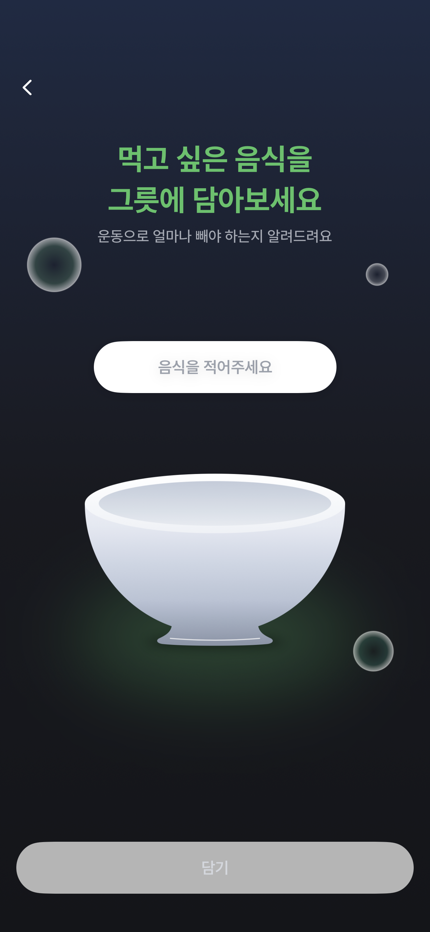 먹고 싶은 음식을
그릇에 담아보세요
운동으로 얼마나 빼야 하는지 알려드려요
음식을 적어주세요
담기